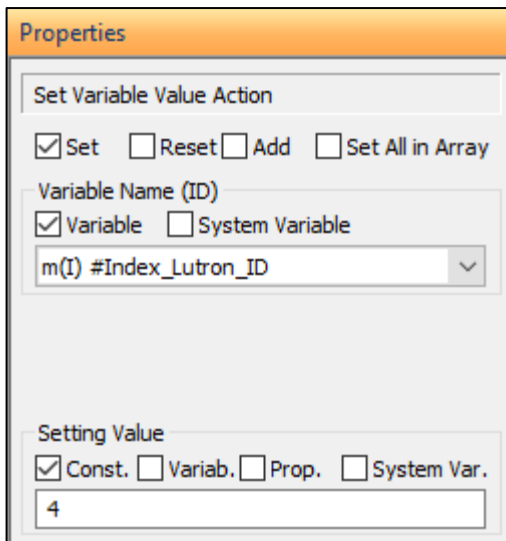 Properties
Set Variable Value Action
Set Reset Add Set All in Array
Variable Name (ID)
Variable System Variable
m(I) #Index_Lutron_ID
Setting Value
Const. Variab. Prop. System Var.
4